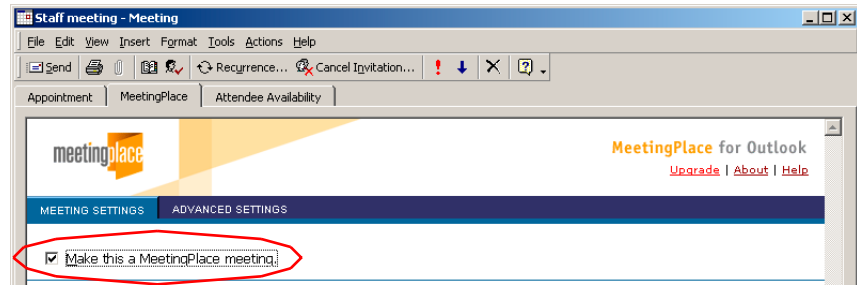 Staff meeting - Meeting
File Edit View Insert Format Tools Actions Help
Send Recurrence... Cancel Invitation...
Appointment MeetingPlace Attendee Availability
meetingplace
MeetingPlace for Outlook
Upgrade | About | Help
MEETING SETTINGS ADVANCED SETTINGS
Make this a MeetingPlace meeting.